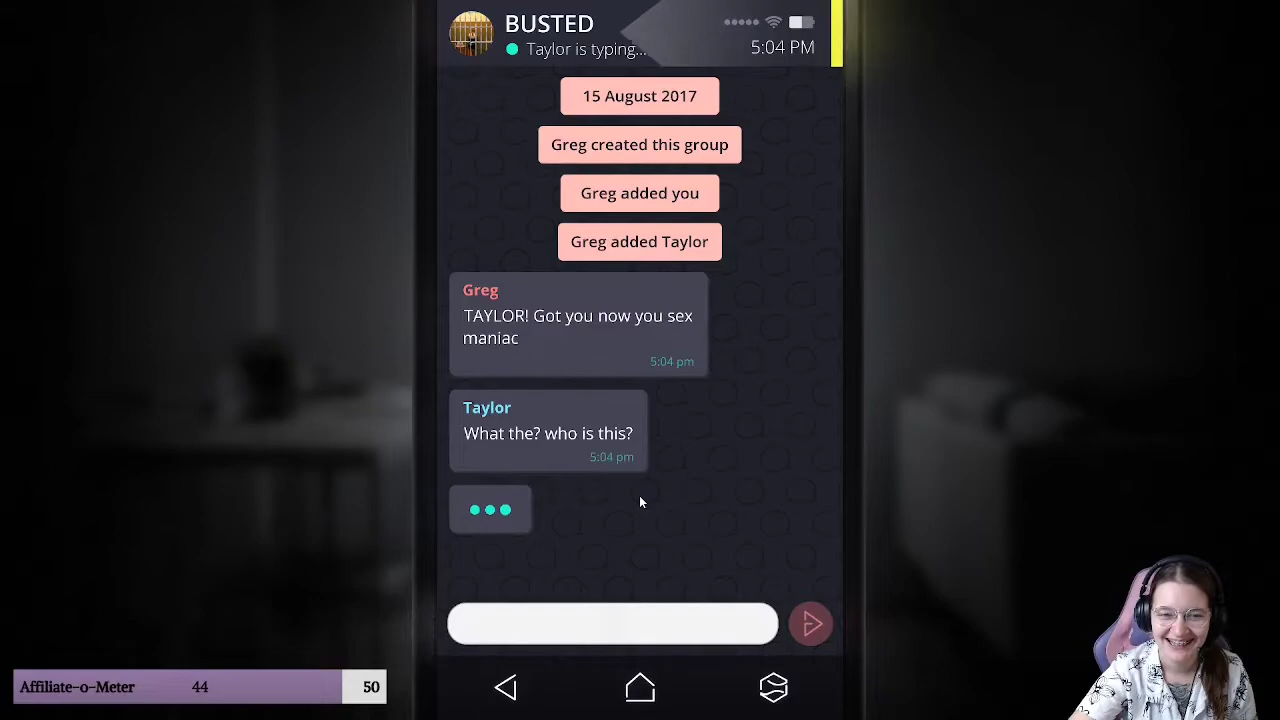 BUSTED
Taylor is typing...
5:04 PM
15 August 2017
Greg created this group
Greg added you
Greg added Taylor
Greg
TAYLOR! Got you now you sex
maniac
5:04 pm
Taylor
What the? who is this?
5:04 pm
Affiliate-o-Meter 44 50